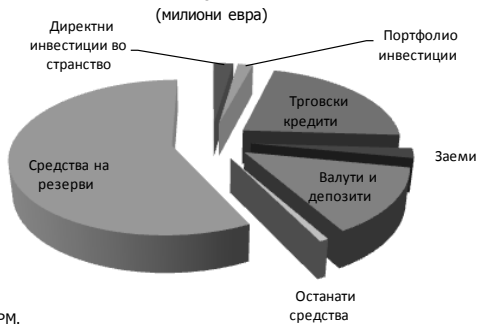 (милиони евра)
Директни
инвестиции во
странство
Портфолио
инвестиции
Трговски
кредити
Заеми
Средства на
резерви
Валути и
депозити
Останати
средства
РМ.